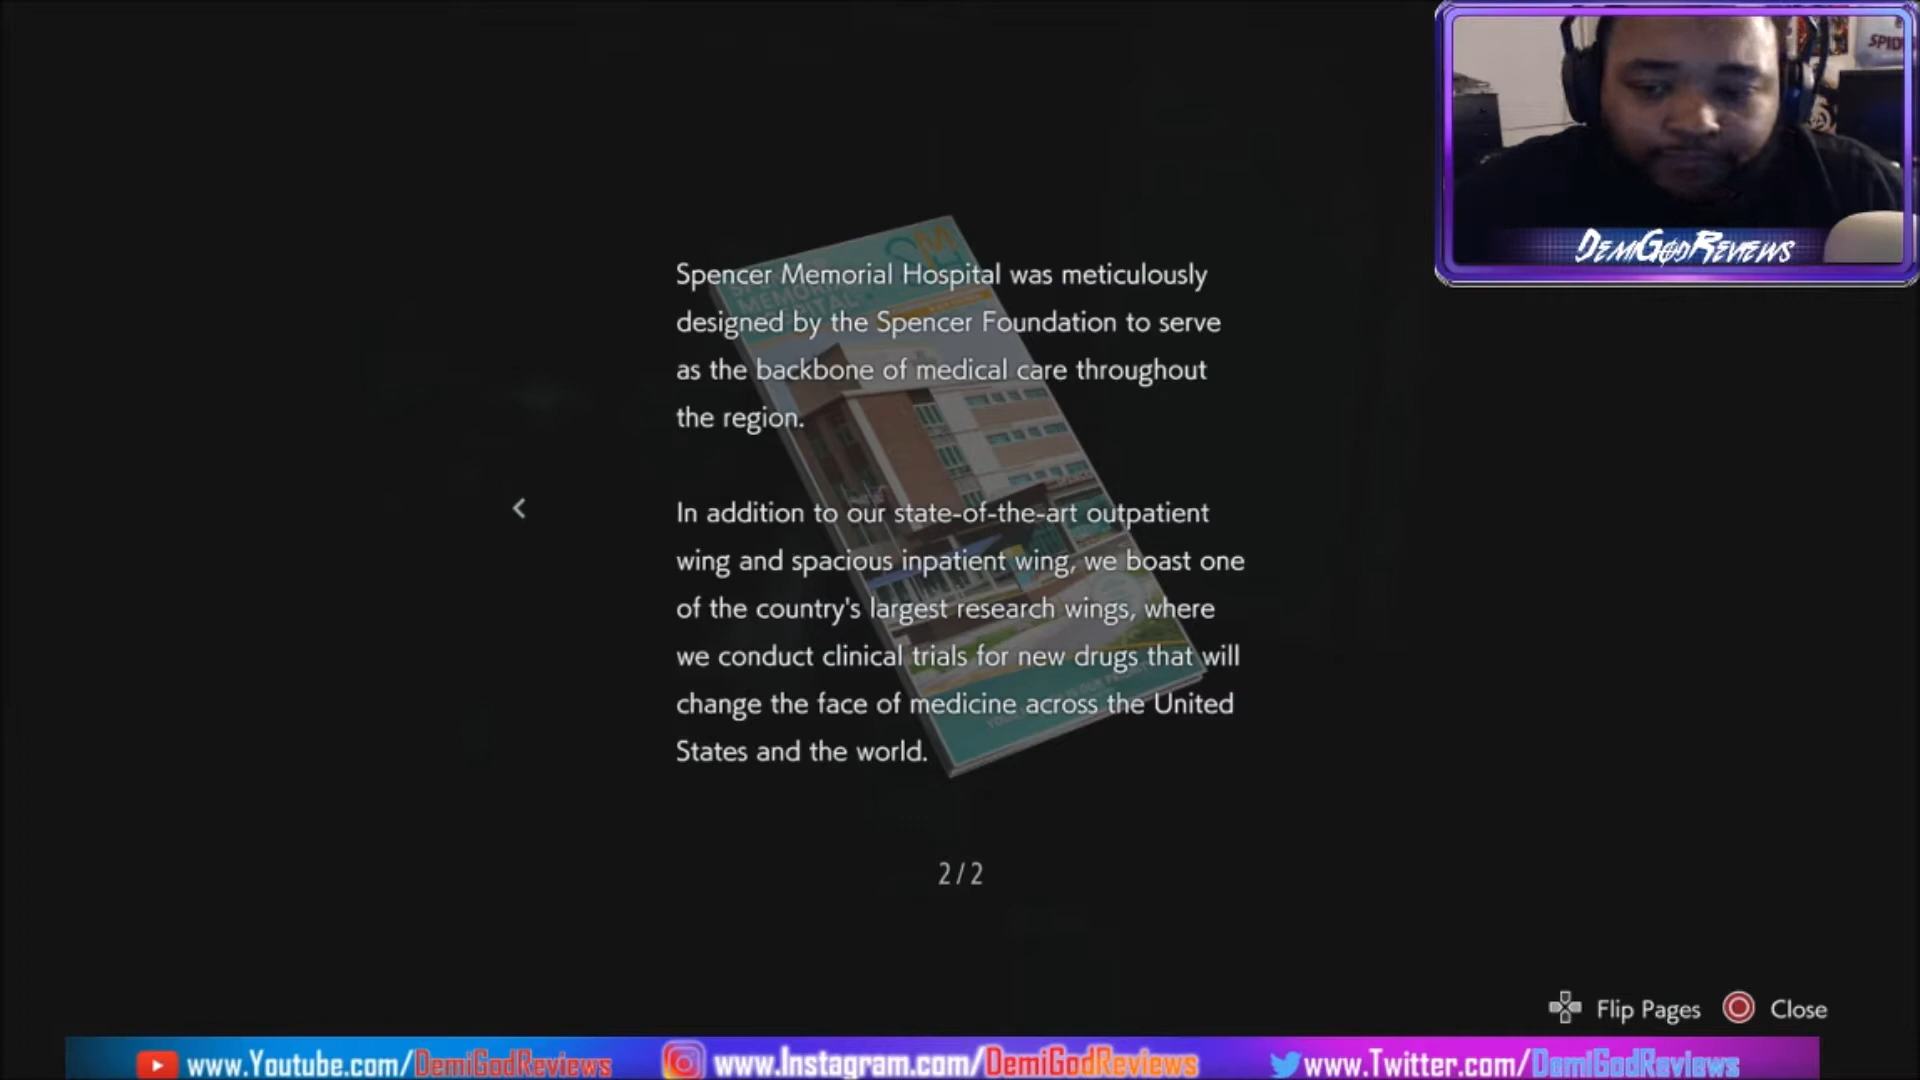 SPID
DEMIGODREVIEWS
SPENCER
MEMORIAL
HOSPITAL
Spencer Memorial Hospital was meticulously
designed by the Spencer Foundation to serve
as the backbone of medical care throughout
the region.
In addition to our state-of-the-art outpatient
wing and spacious inpatient wing, we boast one
of the country's largest research wings, where
we conduct clinical trials for new drugs that will
change the face of medicine across the United
States and the world.
<
2 / 2
Flip Pages Close
www.Youtube.com/DemiGodReviews www.Instagram.com/DemiGodReviews www.Twitter.com/DemiGodReviews